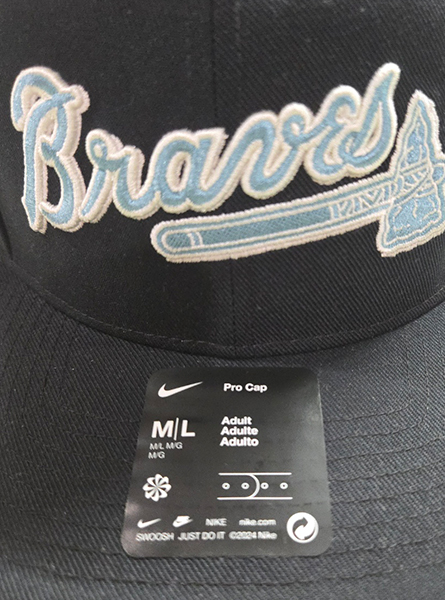 Braves
Pro Cap
M|L
M/L M/G
M/G
Adult
Adulte
Adulto
NIKE nike.com
SWOOSH JUST DO IT ©2024 Nike